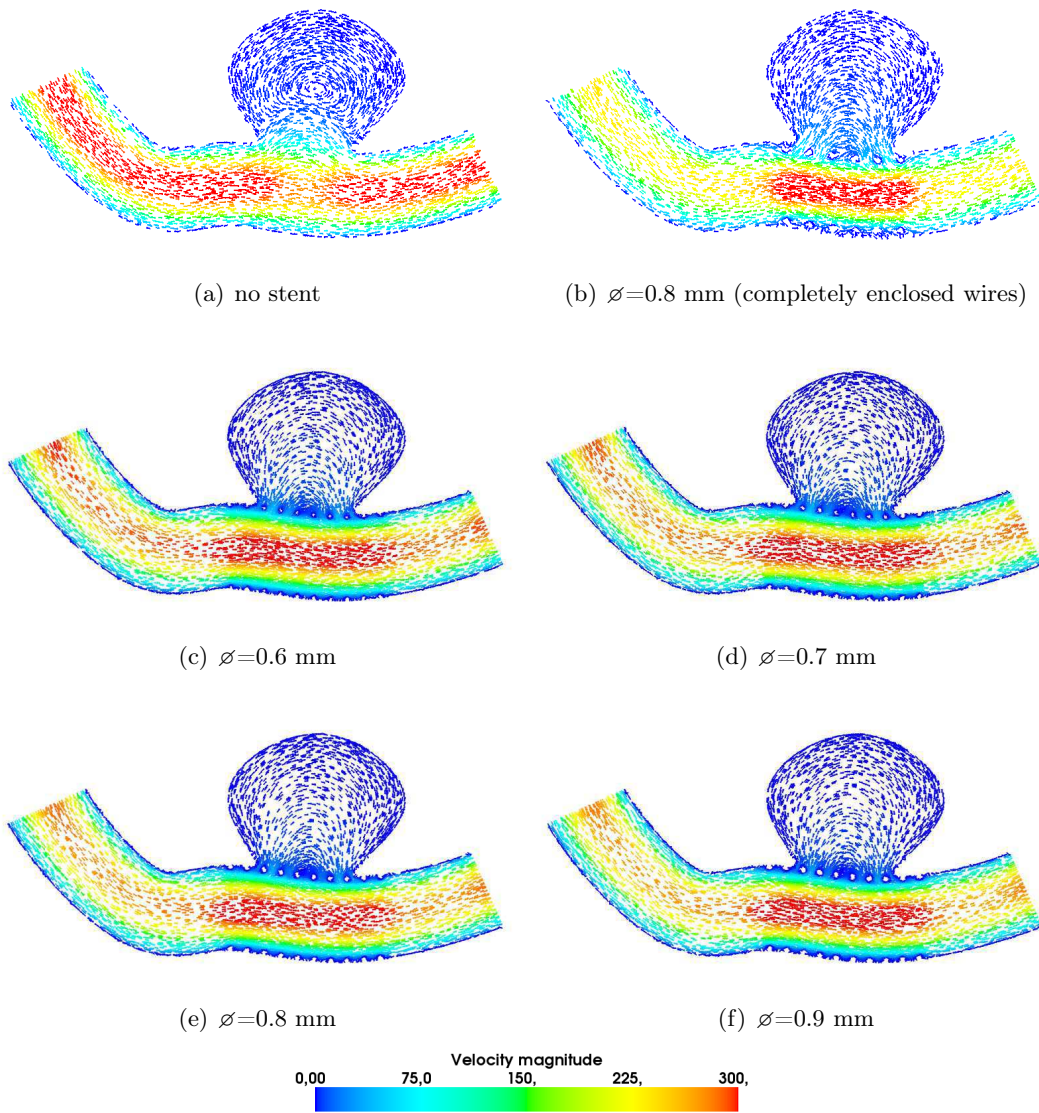 (a) no stent
(b) ⌀=0.8 mm (completely enclosed wires)
(c) ⌀=0.6 mm
(d) ⌀=0.7 mm
(e) ⌀=0.8 mm
(f) ⌀=0.9 mm
Velocity magnitude
0,00 75,0 150, 225, 300,